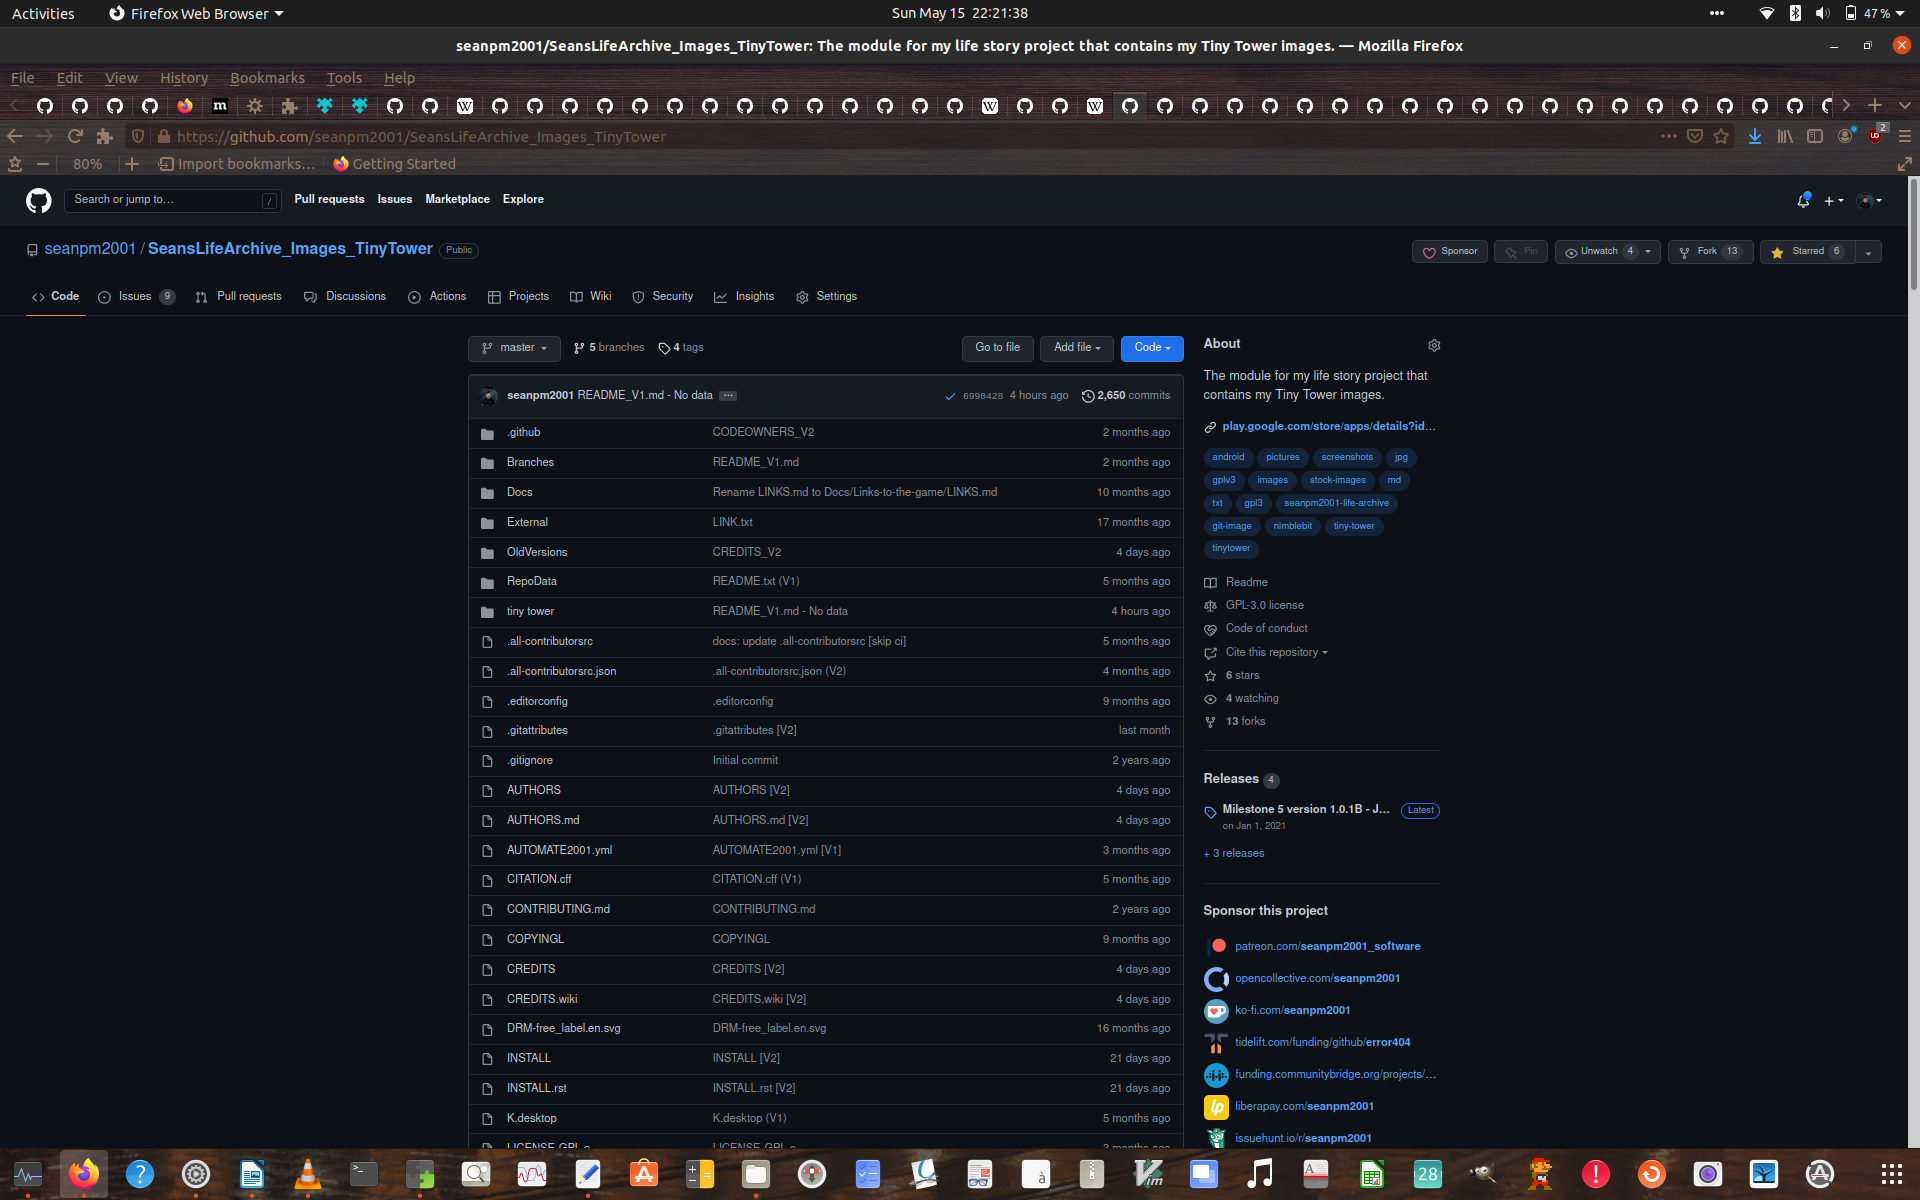 Activities Firefox Web Browser Sun May 15 22:21:38 47%
seanpm2001/SeansLifeArchive_Images_TinyTower: The module for my life story project that contains my Tiny Tower images. — Mozilla Firefox
File Edit View History Bookmarks Tools Help
https://github.com/seanpm2001/SeansLifeArchive_Images_TinyTower 2
80% Import bookmarks... Getting Started
Search or jump to... / Pull requests Issues Marketplace Explore
seanpm2001 / SeansLifeArchive_Images_TinyTower Public Sponsor Pin Unwatch 4 Fork 13 Starred 6
Code Issues 9 Pull requests Discussions Actions Projects Wiki Security Insights Settings
master 5 branches 4 tags Go to file Add file Code
seanpm2001 README_V1.md - No data ... 6990428 4 hours ago 2,650 commits
.github CODEOWNERS_V2 2 months ago
Branches README_V1.md 2 months ago
Docs Rename LINKS.md to Docs/Links-to-the-game/LINKS.md 10 months ago
External LINK.txt 17 months ago
OldVersions CREDITS_V2 4 days ago
RepoData README.txt (V1) 5 months ago
tiny tower README_V1.md - No data 4 hours ago
.all-contributorsrc docs: update .all-contributorsrc [skip ci] 5 months ago
.all-contributorsrc.json .all-contributorsrc.json (V2) 4 months ago
.editorconfig .editorconfig 9 months ago
.gitattributes .gitattributes [V2] last month
.gitignore Initial commit 2 years ago
AUTHORS AUTHORS [V2] 4 days ago
AUTHORS.md AUTHORS.md [V2] 4 days ago
AUTOMATE2001.yml AUTOMATE2001.yml [V1] 3 months ago
CITATION.cff CITATION.cff (V1) 5 months ago
CONTRIBUTING.md CONTRIBUTING.md 2 years ago
COPYINGL COPYINGL 9 months ago
CREDITS CREDITS [V2] 4 days ago
CREDITS.wiki CREDITS.wiki [V2] 4 days ago
DRM-free_label.en.svg DRM-free_label.en.svg 16 months ago
INSTALL INSTALL [V2] 21 days ago
INSTALL.rst INSTALL.rst [V2] 21 days ago
K.desktop K.desktop (V1) 5 months ago
About
The module for my life story project that
contains my Tiny Tower images.
play.google.com/store/apps/details?id...
android pictures screenshots jpg
gplv3 images stock-images md
txt gpl3 seanpm2001-life-archive
git-image nimblebit tiny-tower
tinytower
Readme
GPL-3.0 license
Code of conduct
Cite this repository
6 stars
4 watching
13 forks
Releases 4
Milestone 5 version 1.0.1B - J... Latest
on Jan 1, 2021
+ 3 releases
Sponsor this project
patreon.com/seanpm2001_software
opencollective.com/seanpm2001
ko-fi.com/seanpm2001
tidelift.com/funding/github/error404
funding.communitybridge.org/projects/...
liberapay.com/seanpm2001
issuehunt.io/r/seanpm2001
28